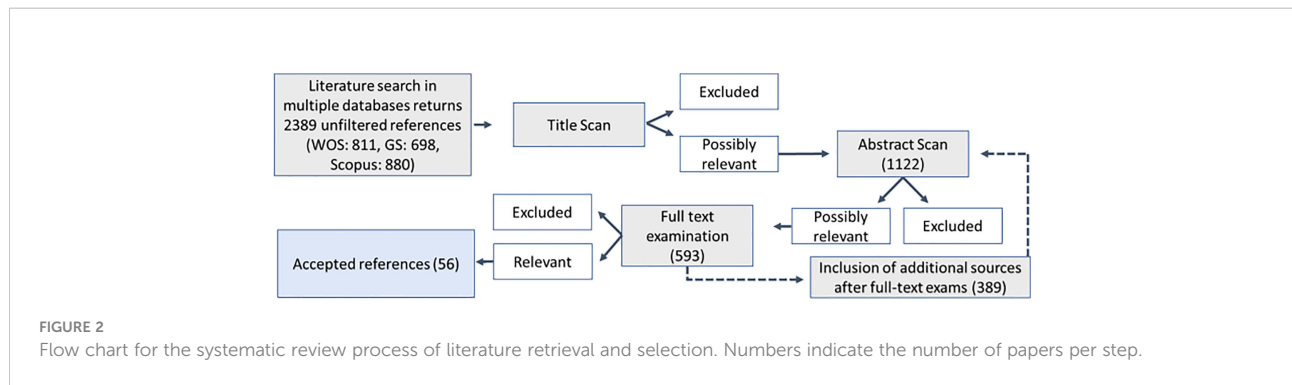 Literature search in
multiple databases returns
2389 unfiltered references
(WOS: 811, GS: 698,
Scopus: 880)
Title Scan
Excluded
Possibly
relevant
Abstract Scan
(1122)
Possibly
relevant
Excluded
Full text
examination
(593)
Excluded
Relevant
Accepted references (56)
Inclusion of additional sources
after full-text exams (389)
FIGURE 2
Flow chart for the systematic review process of literature retrieval and selection. Numbers indicate the number of papers per step.